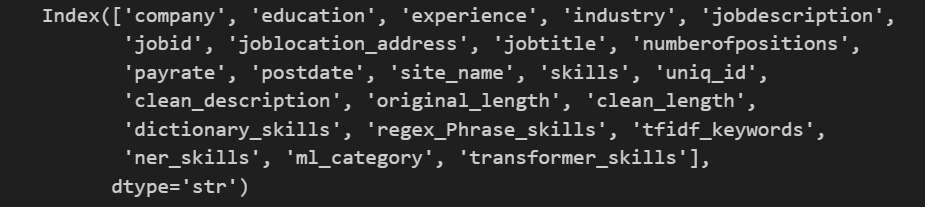 Index(['company', 'education', 'experience', 'industry', 'jobdescription',
'jobid', 'joblocation_address', 'jobtitle', 'numberofpositions',
'payrate', 'postdate', 'site_name', 'skills', 'uniq_id',
'clean_description', 'original_length', 'clean_length',
'dictionary_skills', 'regex_Phrase_skills', 'tfidf_keywords',
'ner_skills', 'ml_category', 'transformer_skills'],
dtype='str')